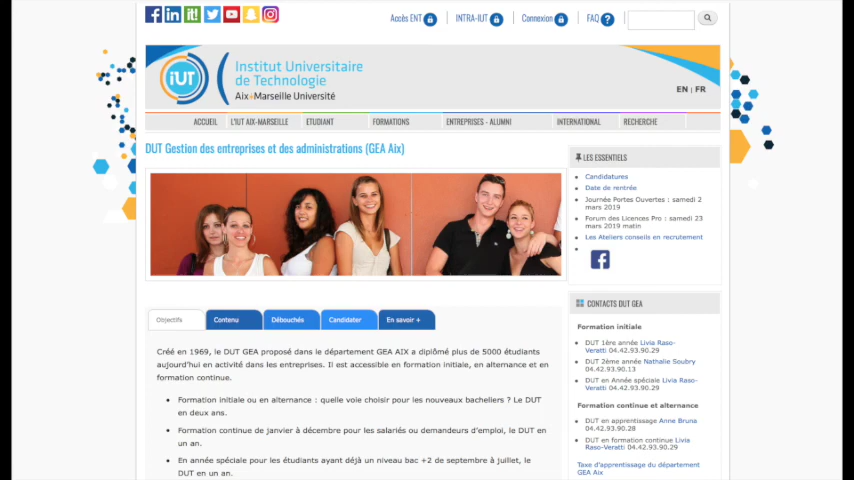 f in it! 
Accès ENT
INTRA-IUT
Connexion
FAQ ?
iUT
Institut Universitaire
de Technologie
Aix+Marseille Université
EN | FR
ACCUEIL L'IUT AIX-MARSEILLE ETUDIANT FORMATIONS ENTREPRISES - ALUMNI INTERNATIONAL RECHERCHE
DUT Gestion des entreprises et des administrations (GEA Aix)
Objectifs Contenu Débouchés Candidater En savoir +
Créé en 1969, le DUT GEA proposé dans le département GEA AIX a diplômé plus de 5000 étudiants
aujourd'hui en activité dans les entreprises. Il est accessible en formation initiale, en alternance et en
formation continue.
• Formation initiale ou en alternance : quelle voie choisir pour les nouveaux bacheliers ? Le DUT
en deux ans.
• Formation continue de janvier à décembre pour les salariés ou demandeurs d'emploi, le DUT en
un an.
• En année spéciale pour les étudiants ayant déjà un niveau bac +2 de septembre à juillet, le
DUT en un an.
LES ESSENTIELS
• Candidatures
• Date de rentrée
• Journée Portes Ouvertes : samedi 2
mars 2019
• Forum des Licences Pro : samedi 23
mars 2019 matin
• Les Ateliers conseils en recrutement
f
CONTACTS DUT GEA
Formation initiale
• DUT 1ère année Livia Raso-
Veratti 04.42.93.90.29
• DUT 2ème année Nathalie Soubry
04.42.93.90.13
• DUT en Année spéciale Livia Raso-
Veratti 04.42.93.90.29
Formation continue et alternance
• DUT en apprentissage Anne Bruna
04.42.93.90.28
• DUT en formation continue Livia
Raso-Veratti 04.42.93.90.29
Taxe d'apprentissage du département
GEA Aix